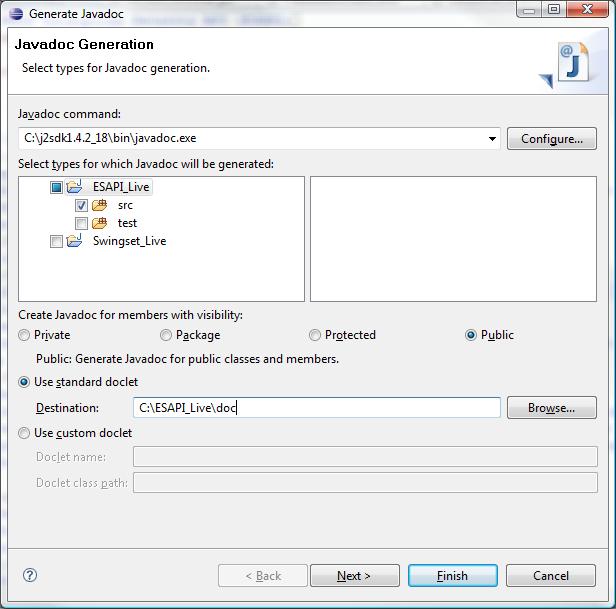 Generate Javadoc
Javadoc Generation
Select types for Javadoc generation.
Javadoc command:
C:\j2sdk1.4.2_18\bin\javadoc.exe
Configure...
Select types for which Javadoc will be generated:
ESAPI_Live
src
test
Swingset_Live
Create Javadoc for members with visibility:
Private Package Protected Public
Public: Generate Javadoc for public classes and members.
Use standard doclet
Destination: C:\ESAPI_Live\doc Browse...
Use custom doclet
Doclet name:
Doclet class path:
? < Back Next > Finish Cancel